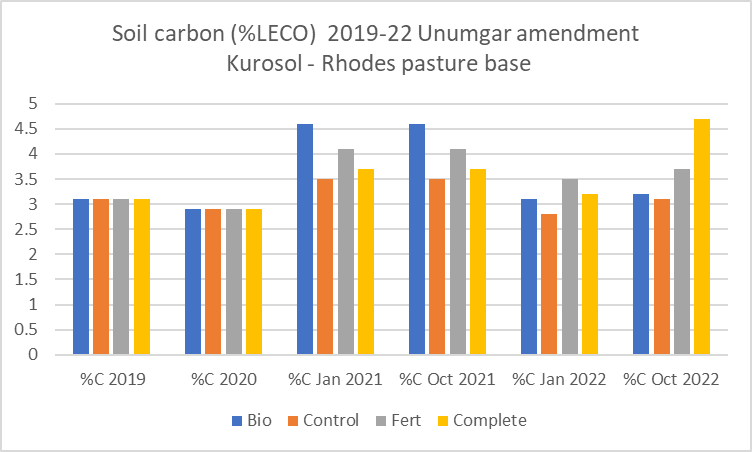 Soil carbon (%LECO)  2019-22 Unumgar amendment
Kurosol - Rhodes pasture base
5
4.5
4
3.5
3
2.5
2
1.5
1
0.5
0
%C 2019 %C 2020 %C Jan 2021 %C Oct 2021 %C Jan 2022 %C Oct 2022
Bio Control Fert Complete